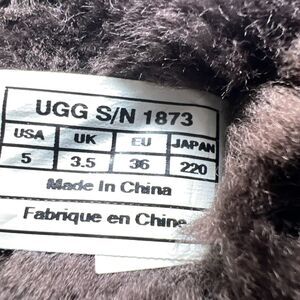 UGG S/N 1873
USA UK EU JAPAN
5 3.5 36 220
Made In China
Fabrique en Chine